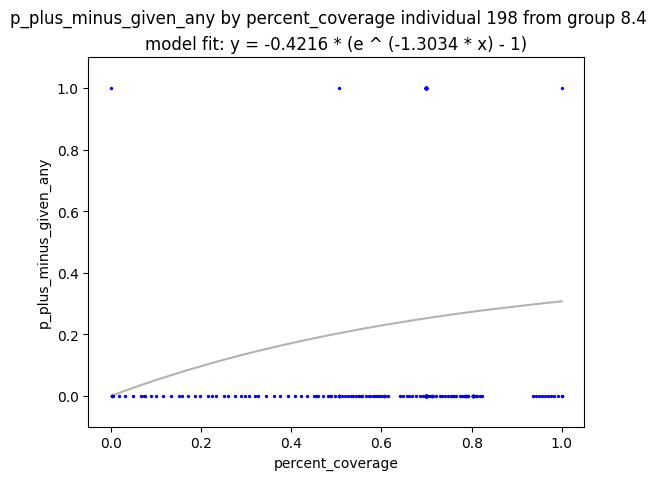 p_plus_minus_given_any by percent_coverage individual 198 from group 8.4
model fit: y = -0.4216 * (e ^ (-1.3034 * x) - 1)
1.0
0.8
0.6
0.4
0.2
0.0
p_plus_minus_given_any
0.0 0.2 0.4 0.6 0.8 1.0
percent_coverage